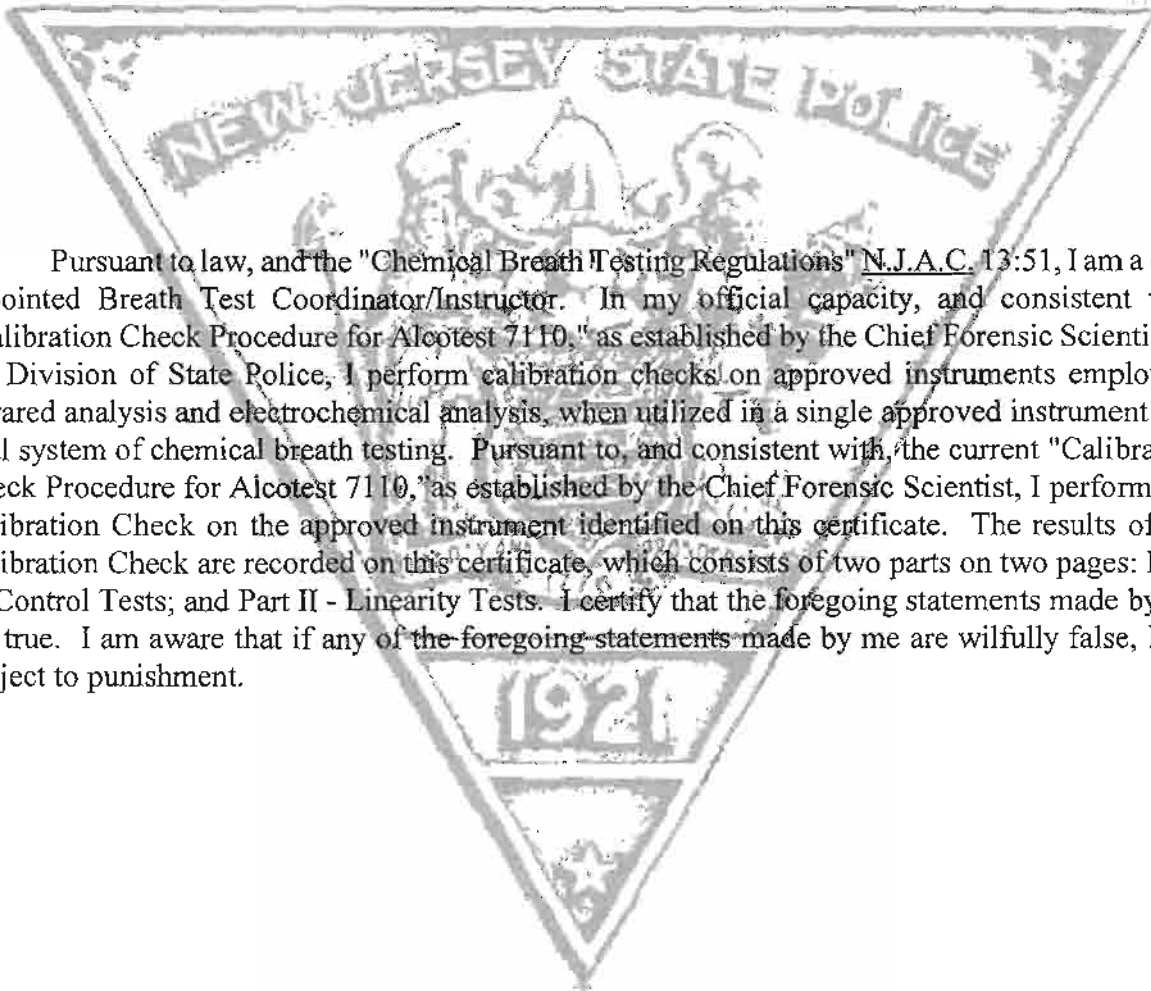 NEW JERSEY STATE POLICE
Pursuant to law, and the "Chemical Breath Testing Regulations" N.J.A.C. 13:51, I am a
ointed Breath Test Coordinator/Instructor. In my official capacity, and consistent
alibration Check Procedure for Alcotest 7110," as established by the Chief Forensic Scienti
Division of State Police, I perform calibration checks on approved instruments emplo
rared analysis and electrochemical analysis, when utilized in a single approved instrument
l system of chemical breath testing. Pursuant to, and consistent with, the current "Calibra
eck Procedure for Alcotest 7110," as established by the Chief Forensic Scientist, I perform
ibration Check on the approved instrument identified on this certificate. The results of
ibration Check are recorded on this certificate, which consists of two parts on two pages:
Control Tests; and Part II - Linearity Tests. I certify that the foregoing statements made by
true. I am aware that if any of the foregoing statements made by me are wilfully false, I
ject to punishment.
1921